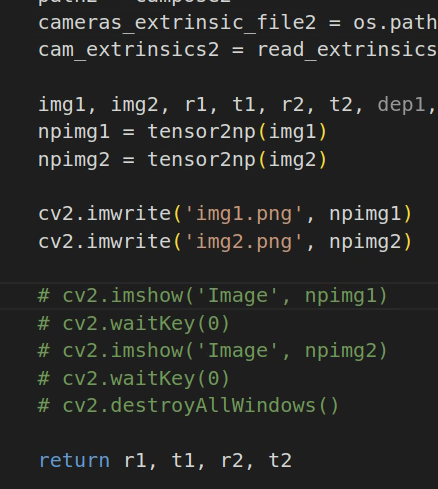 cameras_extrinsic_file2 = os.path
cam_extrinsics2 = read_extrinsics
img1, img2, r1, t1, r2, t2, dep1,
npimg1 = tensor2np(img1)
npimg2 = tensor2np(img2)
cv2.imwrite('img1.png', npimg1)
cv2.imwrite('img2.png', npimg2)
# cv2.imshow('Image', npimg1)
# cv2.waitKey(0)
# cv2.imshow('Image', npimg2)
# cv2.waitKey(0)
# cv2.destroyAllWindows()
return r1, t1, r2, t2